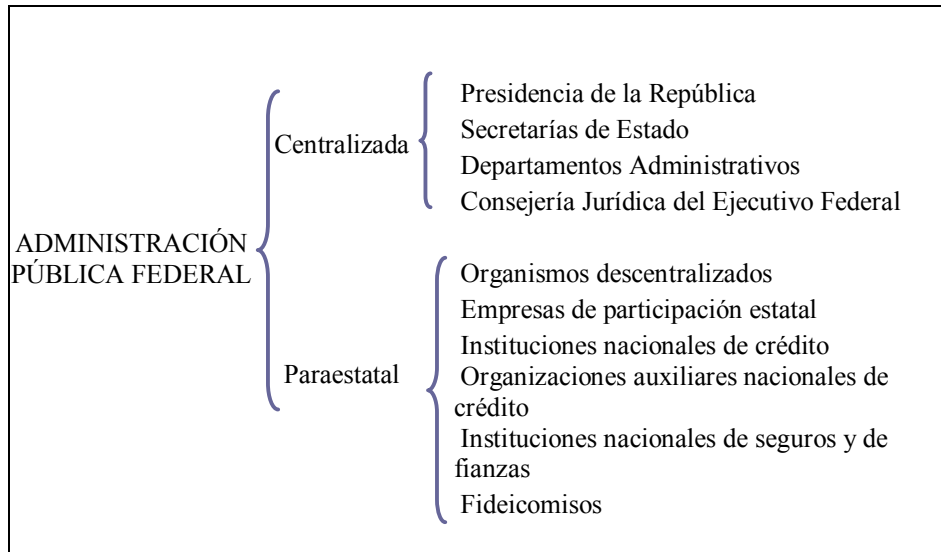 ADMINISTRACIÓN
PÚBLICA FEDERAL
Centralizada
Presidencia de la República
Secretarías de Estado
Departamentos Administrativos
Consejería Jurídica del Ejecutivo Federal
Paraestatal
Organismos descentralizados
Empresas de participación estatal
Instituciones nacionales de crédito
Organizaciones auxiliares nacionales de
crédito
Instituciones nacionales de seguros y de
fianzas
Fideicomisos